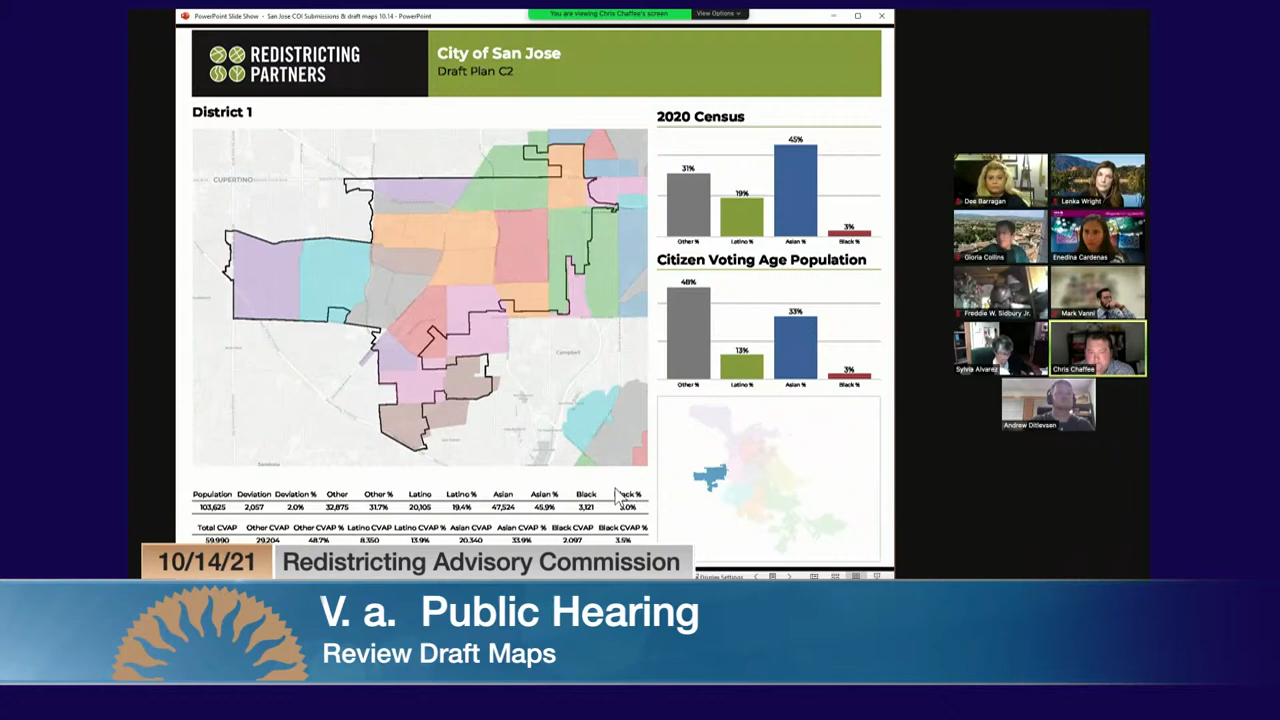 PowerPoint Slide Show - San Jose COI Submissions & draft maps 10.14 - PowerPoint
You are viewing Chris Chaffee's screen
View Options
REDISTRICTING
PARTNERS
City of San Jose
Draft Plan C2
District 1
CUPERTINO
Campbell
2020 Census
45%
31%
19%
3%
Other %
Latino %
Asian %
Black %
Citizen Voting Age Population
48%
33%
13%
3%
Other %
Latino %
Asian %
Black %
Population Deviation Deviation % Other Other % Latino Latino % Asian Asian % Black Black %
103,625 2,057 2.0% 32,875 31.7% 20,105 19.4% 47,524 45.9% 3,121 3.0%
Total CVAP Other CVAP Other CVAP % Latino CVAP Latino CVAP % Asian CVAP Asian CVAP % Black CVAP Black CVAP %
59,990 29,204 48.7% 8,350 13.9% 20,340 33.9% 2,097 3.5%
Display Settings
Dee Barragan
Lenka Wright
Gloria Collins
Enedina Cardenas
Freddie W. Sidbury Jr.
Mark Vanni
Sylvia Alvarez
Chris Chaffee
Andrew Ditlevsen
10/14/21
Redistricting Advisory Commission
V. a. Public Hearing
Review Draft Maps